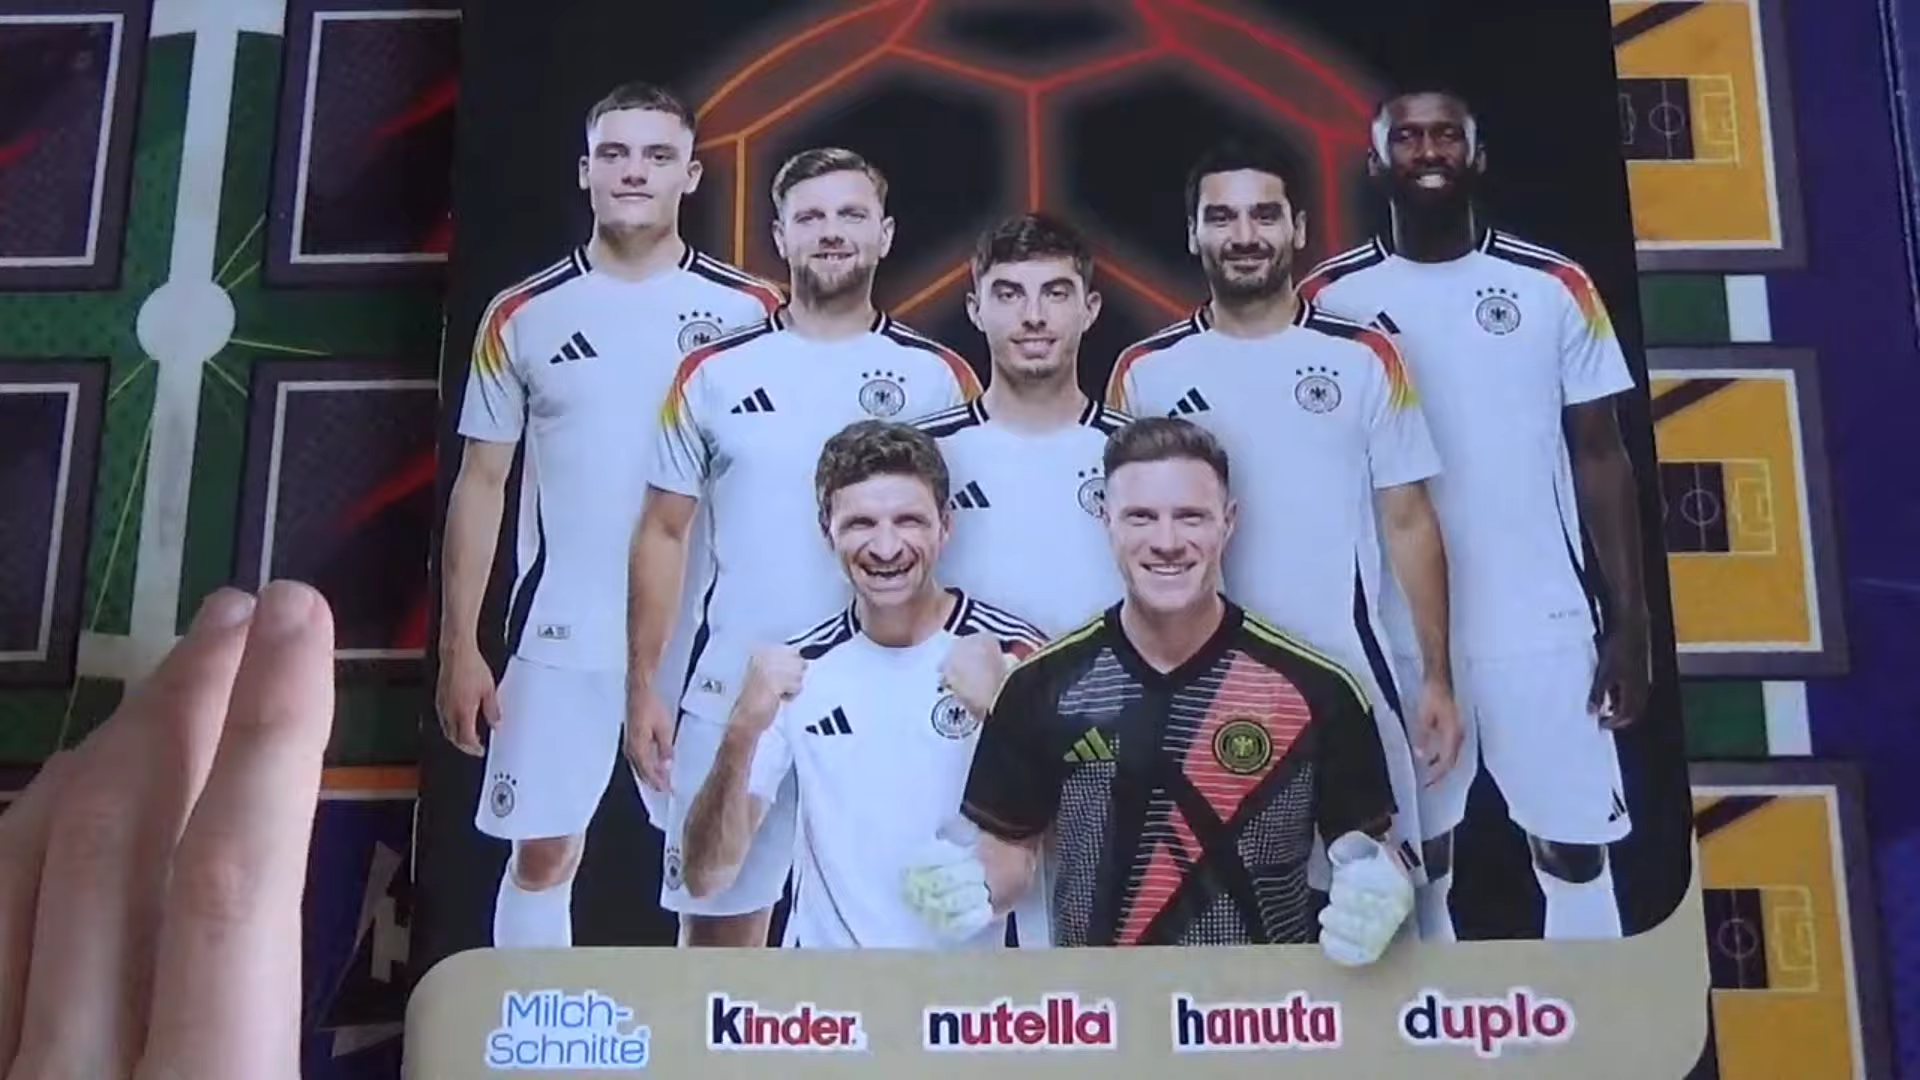 Milch-
Schnitte
kinder
nutella
hanuta
duplo